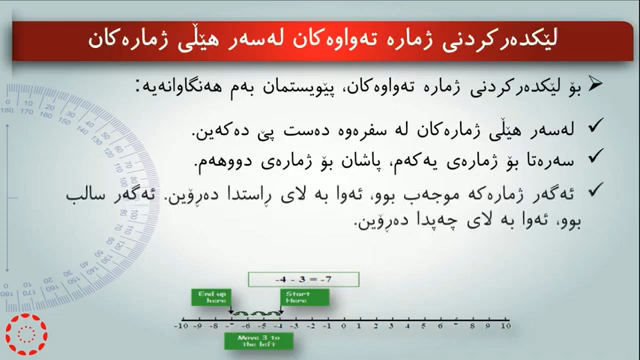 لێکدەرکردنی ژمارە تەواوەکان لەسەر هێڵی ژمارەکان
بۆ لێکدەرکردنی ژمارە تەواوەکان، پێویستمان بەم هەنگاوانەیە:
لەسەر هێڵی ژمارەکان لە سفرەوە دەست پێ دەکەین.
سەرەتا بۆ ژمارەی یەکەم، پاشان بۆ ژمارەی دووهەم.
ئەگەر ژمارەکە موجەب بوو، ئەوا بە لای ڕاستدا دەڕۆین. ئەگەر سالب
بوو، ئەوا بە لای چەپدا دەڕۆین.
-4 - 3 = -7
End up
here
Start
Here
-10 -9 -8 -7 -6 -5 -4 -3 -2 -1 0 1 2 3 4 5 6 7 8 9 10
Move 3 to
the left